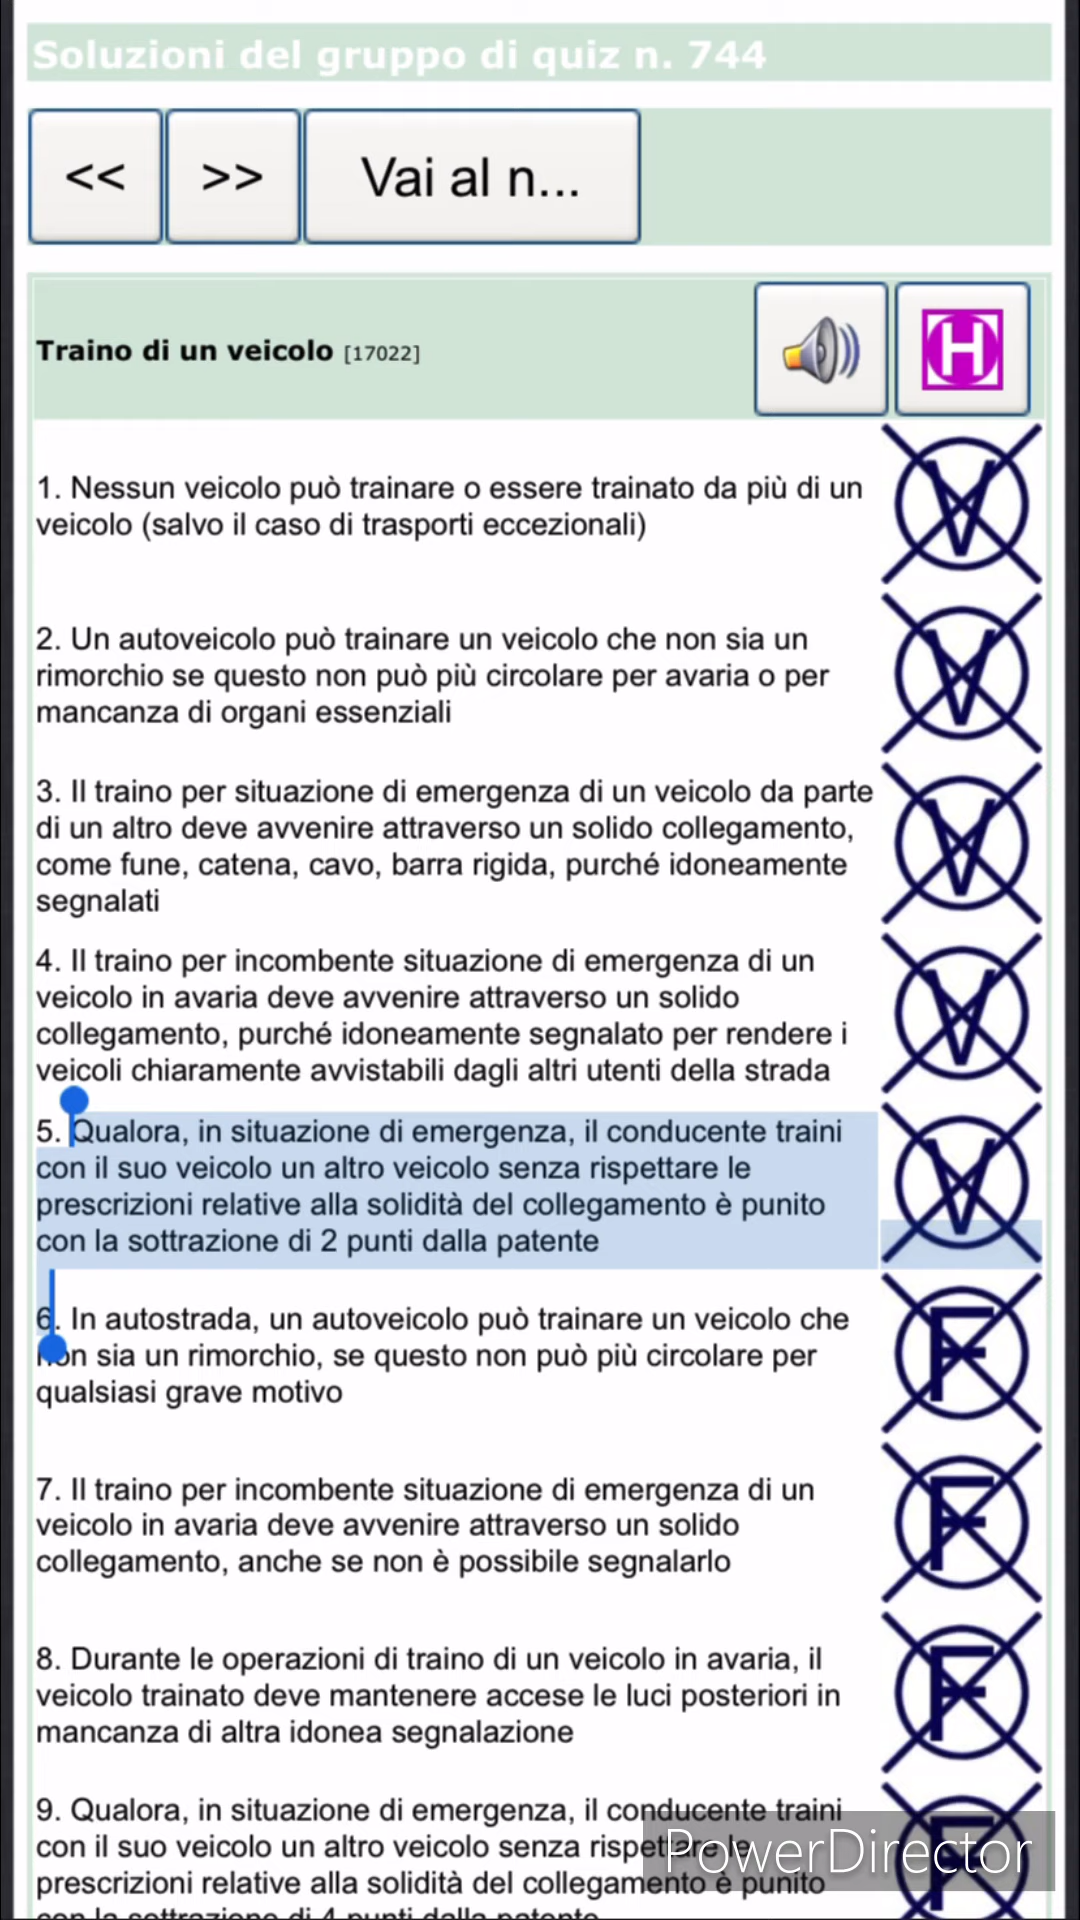 Soluzioni del gruppo di quiz n. 744
<< >> Vai al n...
Traino di un veicolo [17022]
H
1. Nessun veicolo può trainare o essere trainato da più di un
veicolo (salvo il caso di trasporti eccezionali)
V
2. Un autoveicolo può trainare un veicolo che non sia un
rimorchio se questo non può più circolare per avaria o per
mancanza di organi essenziali
V
3. Il traino per situazione di emergenza di un veicolo da parte
di un altro deve avvenire attraverso un solido collegamento,
come fune, catena, cavo, barra rigida, purché idoneamente
segnalati
V
4. Il traino per incombente situazione di emergenza di un
veicolo in avaria deve avvenire attraverso un solido
collegamento, purché idoneamente segnalato per rendere i
veicoli chiaramente avvistabili dagli altri utenti della strada
V
5. Qualora, in situazione di emergenza, il conducente traini
con il suo veicolo un altro veicolo senza rispettare le
prescrizioni relative alla solidità del collegamento è punito
con la sottrazione di 2 punti dalla patente
V
6. In autostrada, un autoveicolo può trainare un veicolo che
non sia un rimorchio, se questo non può più circolare per
qualsiasi grave motivo
F
7. Il traino per incombente situazione di emergenza di un
veicolo in avaria deve avvenire attraverso un solido
collegamento, anche se non è possibile segnalarlo
F
8. Durante le operazioni di traino di un veicolo in avaria, il
veicolo trainato deve mantenere accese le luci posteriori in
mancanza di altra idonea segnalazione
F
9. Qualora, in situazione di emergenza, il conducente traini
con il suo veicolo un altro veicolo senza rispettare le
prescrizioni relative alla solidità del collegamento è punito
con la sottrazione di 4 punti dalla patente
F
PowerDirector